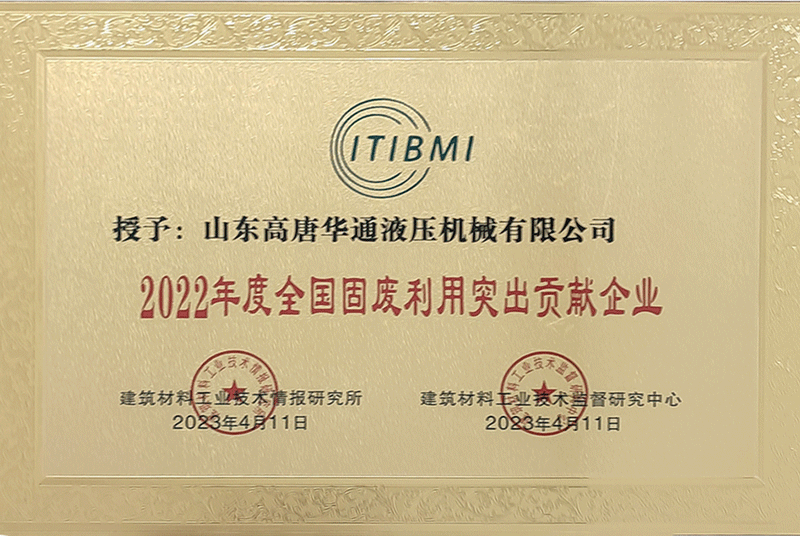 ITIBMI
授予：山东高唐华通液压机械有限公司
2022年度全国固废利用突出贡献企业
建筑材料工业技术情报研究所
2023年4月11日
建筑材料工业技术监督研究中心
2023年4月11日